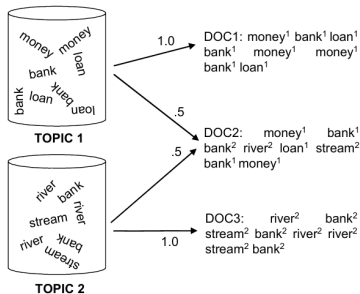 money
money
loan
bank
bank
bank
loan
loan
TOPIC 1
river
bank
river
stream
river
bank
stream
TOPIC 2
1.0
.5
.5
1.0
DOC1: money¹ bank¹ loan¹
bank¹ money¹ money¹
bank¹ loan¹
DOC2: money¹ bank¹
bank² river² loan¹ stream²
bank¹ money¹
DOC3: river² bank²
stream² bank² river² river²
stream² bank²